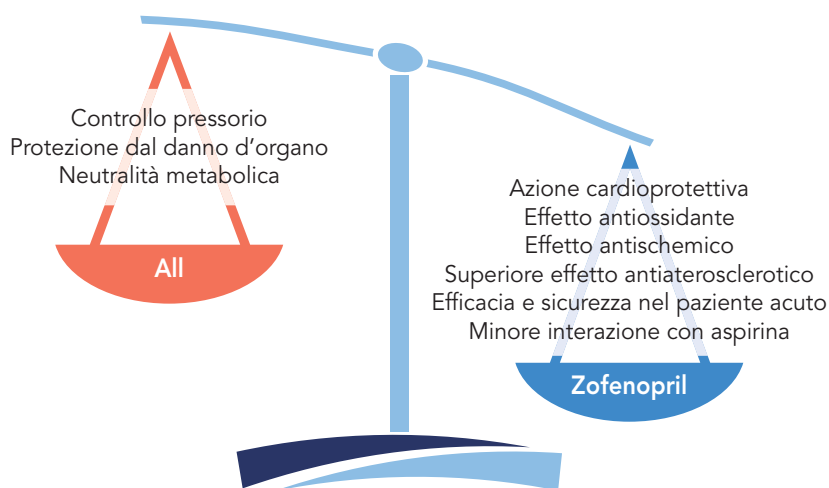 Controllo pressorio
Protezione dal danno d'organo
Neutralità metabolica
All
Azione cardioprotettiva
Effetto antiossidante
Effetto antischemico
Superiore effetto antiaterosclerotico
Efficacia e sicurezza nel paziente acuto
Minore interazione con aspirina
Zofenopril